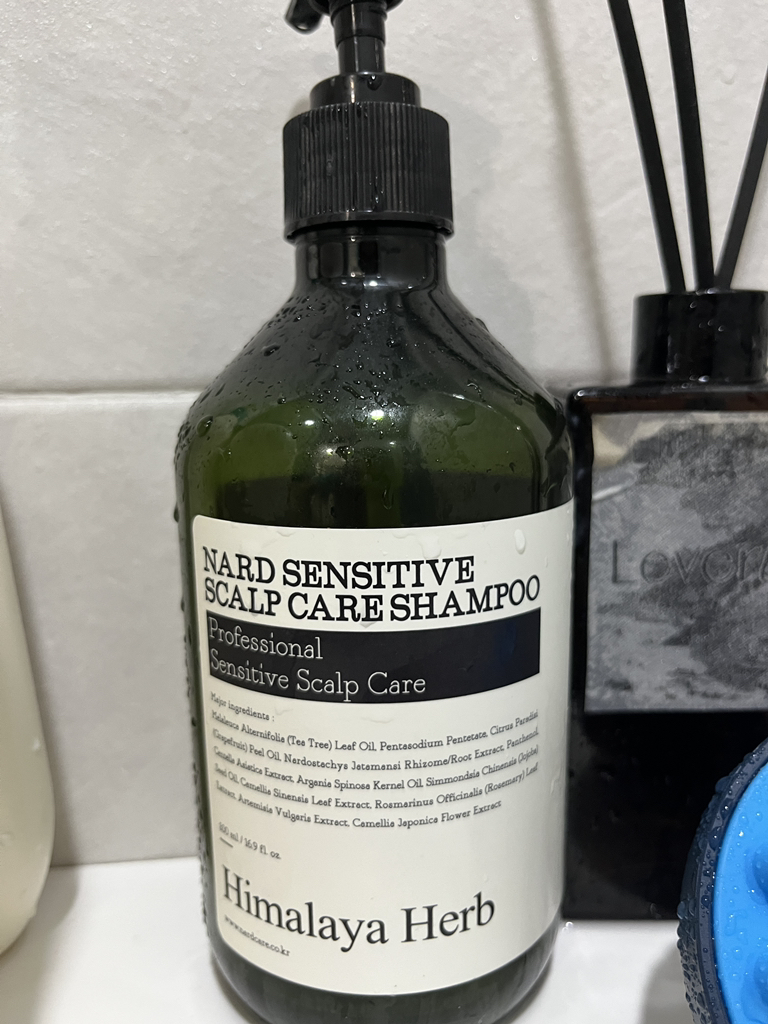 NARD SENSITIVE
SCALP CARE SHAMPOO
Professional
Sensitive Scalp Care
Major ingredients :
Melaleuca Alternifolia (Tea Tree) Leaf Oil, Pentasodium Pentetate, Citrus Paradisi
(Grapefruit) Peel Oil, Nardostachys Jatamansi Rhizome/Root Extract, Panthenol,
Centella Asiatica Extract, Argania Spinosa Kernel Oil, Simmondsia Chinensis (Jojoba)
Seed Oil, Camellia Sinensis Leaf Extract, Rosmarinus Officinalis (Rosemary) Leaf
Extract, Artemisia Vulgaris Extract, Camellia Japonica Flower Extract
500 ml / 16.9 fl. oz.
Himalaya Herb
www.nardcare.co.kr